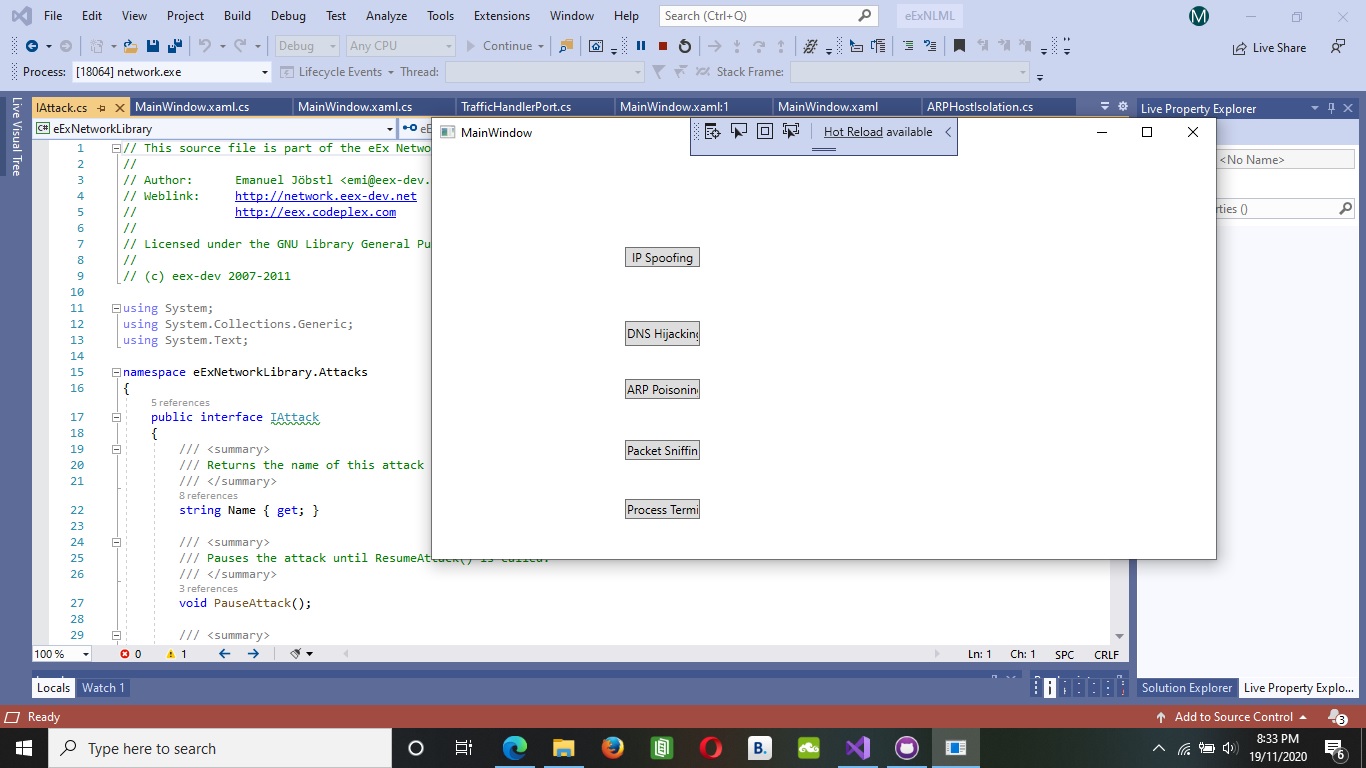 File Edit View Project Build Debug Test Analyze Tools Extensions Window Help Search (Ctrl+Q) eExNLML M
Debug Any CPU Continue Live Share
Process: [18064] network.exe Lifecycle Events Thread: Stack Frame:
Live Visual Tree
IAttack.cs MainWindow.xaml.cs MainWindow.xaml.cs TrafficHandlerPort.cs MainWindow.xaml:1 MainWindow.xaml ARPHostIsolation.cs Live Property Explorer
C# eExNetworkLibrary eE
MainWindow Hot Reload available
<No Name>
rties ()
1 // This source file is part of the eEx Netwo
2 //
3 // Author: Emanuel Jöbstl <emi@eex-dev.
4 // Weblink: http://network.eex-dev.net
5 // http://eex.codeplex.com
6 //
7 // Licensed under the GNU Library General Pu
8 //
9 // (c) eex-dev 2007-2011
10
11 using System;
12 using System.Collections.Generic;
13 using System.Text;
14
15 namespace eExNetworkLibrary.Attacks
16 {
5 references
17 public interface IAttack
18 {
19 /// <summary>
20 /// Returns the name of this attack
21 /// </summary>
8 references
22 string Name { get; }
23
24 /// <summary>
25 /// Pauses the attack until ResumeAttack() is called.
26 /// </summary>
3 references
27 void PauseAttack();
28
29 /// <summary>
IP Spoofing
DNS Hijacking
ARP Poisonin
Packet Sniffin
Process Termi
100 % 0 1 Ln: 1 Ch: 1 SPC CRLF
Locals Watch 1 Solution Explorer Live Property Explo...
Ready Add to Source Control 3
Type here to search B. 8:33 PM
19/11/2020 6